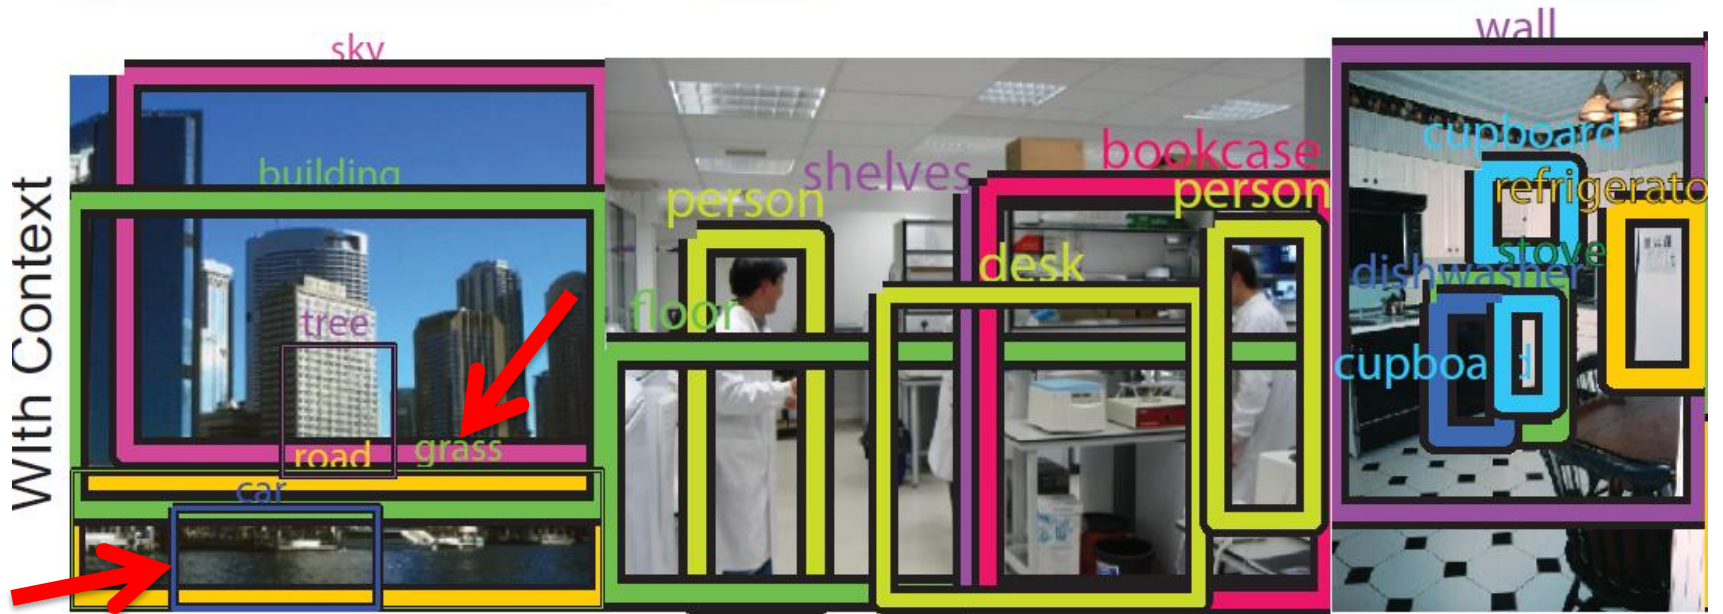 With Context
sky
building
tree
road
grass
car
person
shelves
bookcase
person
floor
desk
wall
cupboard
refrigerato
stove
dishwasher
cupboa d